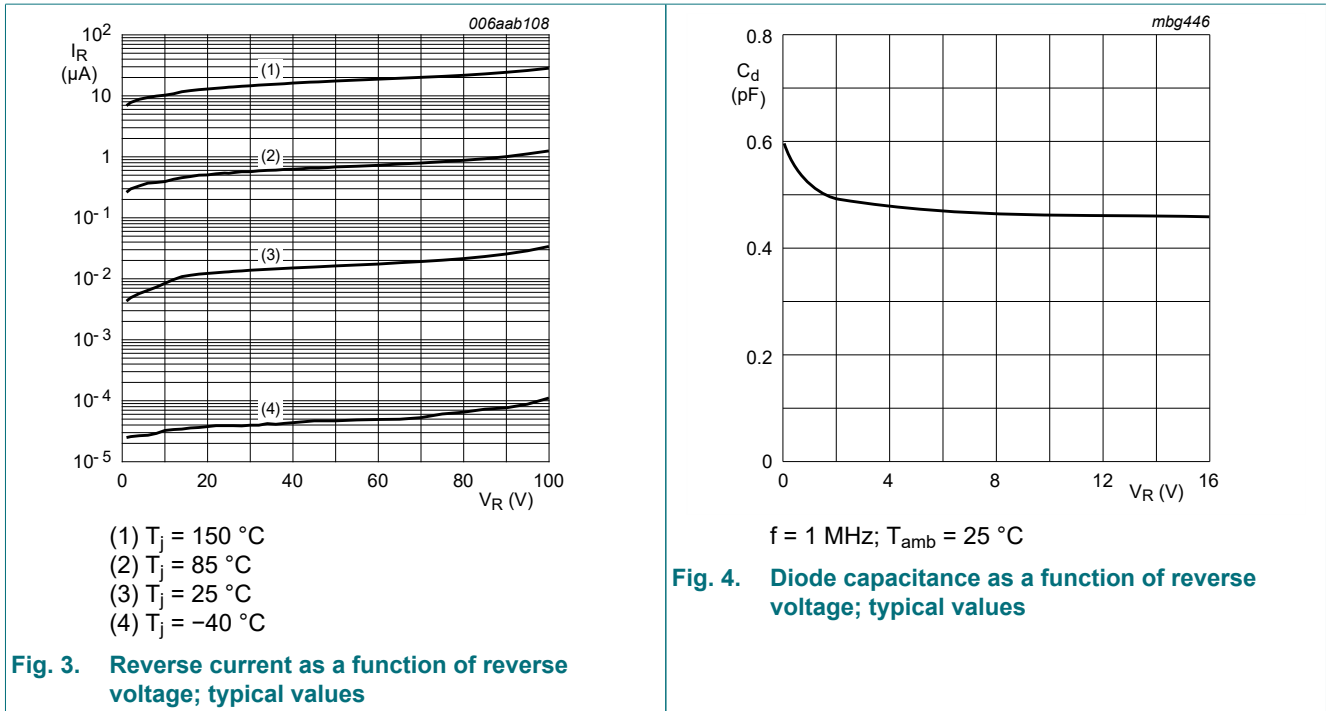 006aab108
10²
I_R
(µA)
10
1
10⁻¹
10⁻²
10⁻³
10⁻⁴
10⁻⁵
(1)
(2)
(3)
(4)
0 20 40 60 80 100
V_R (V)
(1) T_j = 150 °C
(2) T_j = 85 °C
(3) T_j = 25 °C
(4) T_j = −40 °C
Fig. 3. Reverse current as a function of reverse
voltage; typical values
mbg446
0.8
C_d
(pF)
0.6
0.4
0.2
0
0 4 8 12 16
V_R (V)
f = 1 MHz; T_amb = 25 °C
Fig. 4. Diode capacitance as a function of reverse
voltage; typical values